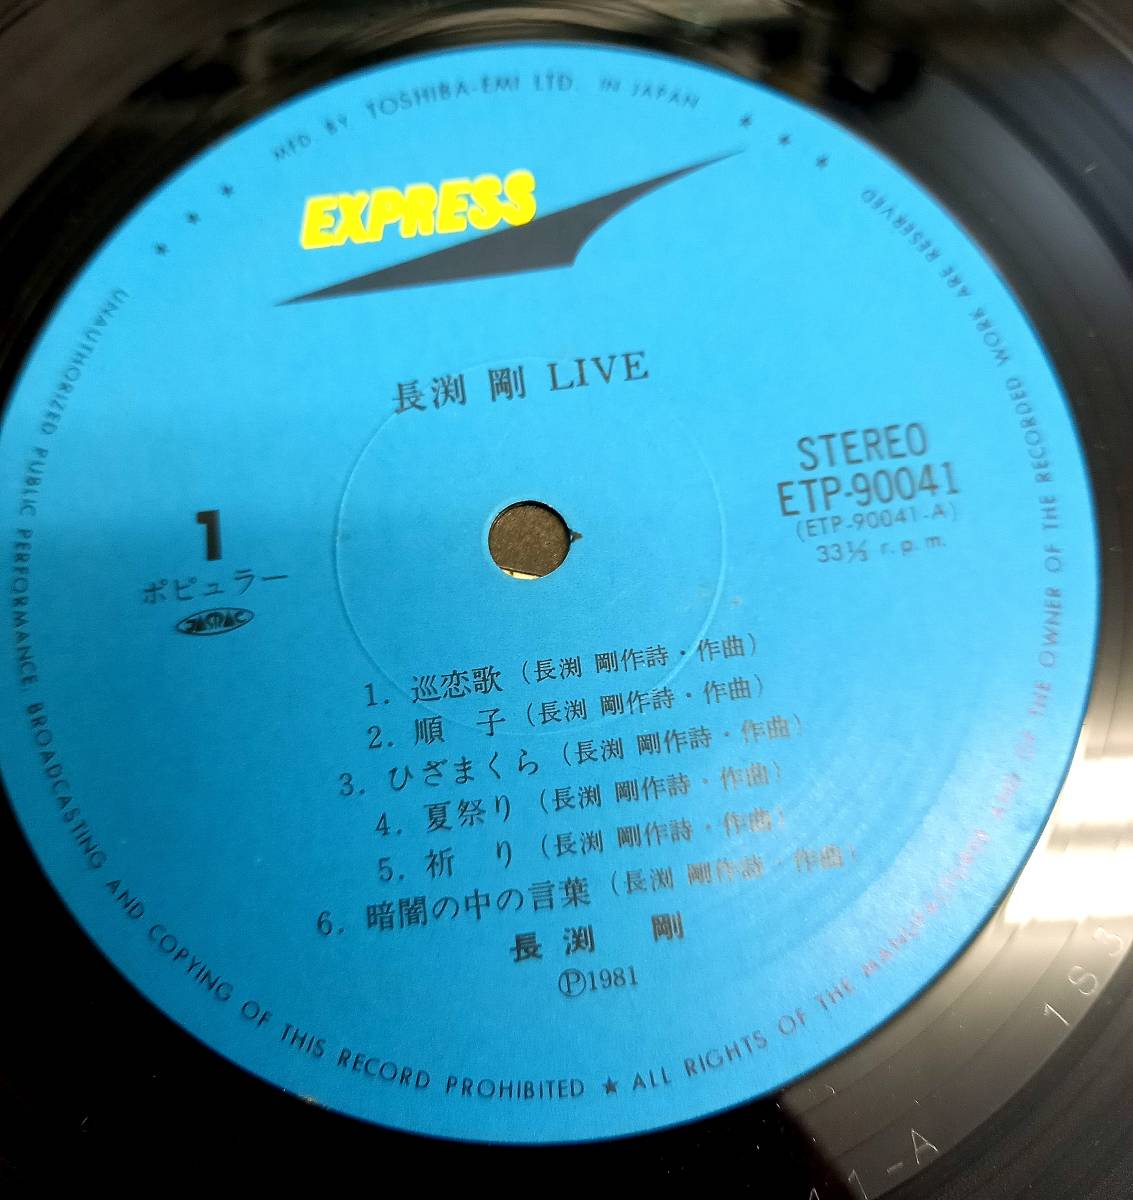 MFD. BY TOSHIBA-EMI LTD. IN JAPAN
EXPRESS
長渕 剛 LIVE
STEREO
ETP-90041
(ETP-90041-A)
33⅓ r.p.m.
1
ポピュラー
JASRAC
1. 巡恋歌 (長渕 剛作詩・作曲)
2. 順 子 (長渕 剛作詩・作曲)
3. ひざまくら (長渕 剛作詩・作曲)
4. 夏祭り (長渕 剛作詩・作曲)
5. 祈 り (長渕 剛作詩・作曲)
6. 暗闇の中の言葉 (長渕 剛作詩・作曲)
長渕 剛
Ⓟ1981
UNAUTHORIZED PUBLIC PERFORMANCE, BROADCASTING AND COPYING OF THIS RECORD PROHIBITED ★ ALL RIGHTS OF THE MANUFACTURER AND OF THE OWNER OF THE RECORDED WORK ARE RESERVED
1S3
1-A